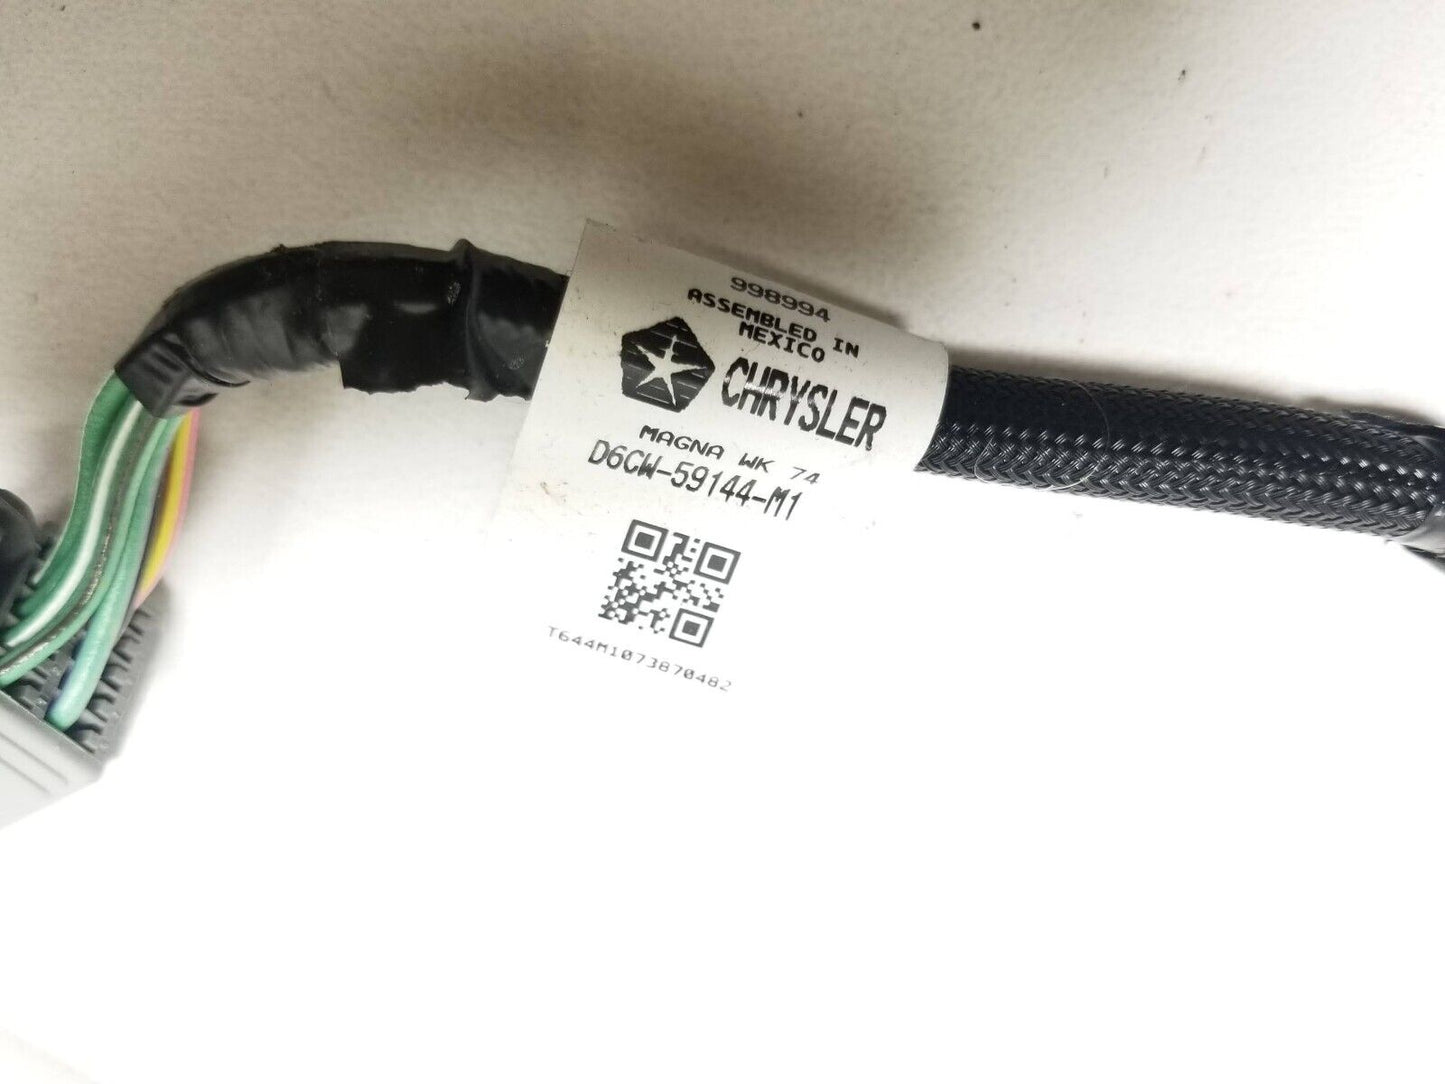 998994
ASSEMBLED IN
MEXICO
CHRYSLER
MAGNA WK 74
D6CW-59144-M1
T644M1073870482